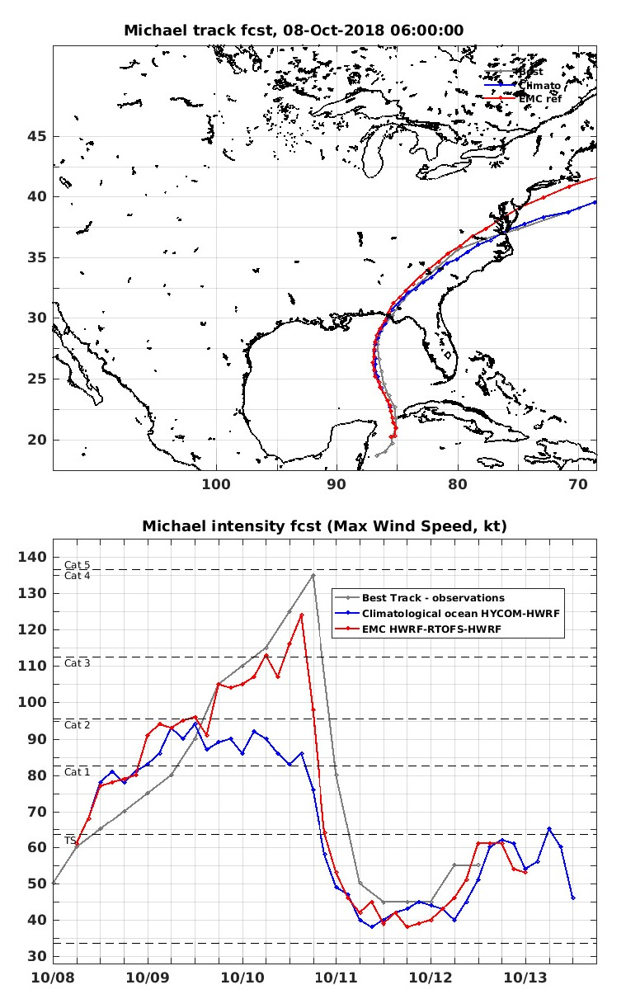 Michael track fcst, 08-Oct-2018 06:00:00
Best
Climato
EMC ref
45
40
35
30
25
20
100 90 80 70
Michael intensity fcst (Max Wind Speed, kt)
140
130
120
110
100
90
80
70
60
50
40
30
Cat 5
Cat 4
Cat 3
Cat 2
Cat 1
TS
Best Track - observations
Climatological ocean HYCOM-HWRF
EMC HWRF-RTOFS-HWRF
10/08 10/09 10/10 10/11 10/12 10/13